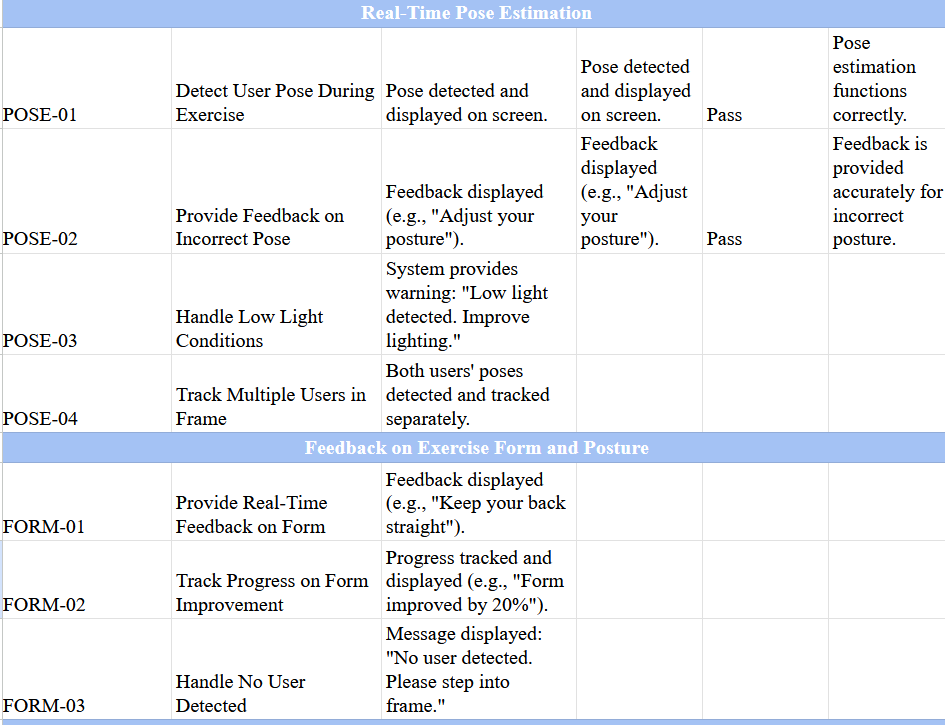 Real-Time Pose Estimation
POSE-01
Detect User Pose During
Exercise
Pose detected and
displayed on screen.
Pose detected
and displayed
on screen.
Pass
Pose
estimation
functions
correctly.
POSE-02
Provide Feedback on
Incorrect Pose
Feedback displayed
(e.g., "Adjust your
posture").
Feedback
displayed
(e.g., "Adjust
your
posture").
Pass
Feedback is
provided
accurately for
incorrect
posture.
POSE-03
Handle Low Light
Conditions
System provides
warning: "Low light
detected. Improve
lighting."
POSE-04
Track Multiple Users in
Frame
Both users' poses
detected and tracked
separately.
Feedback on Exercise Form and Posture
FORM-01
Provide Real-Time
Feedback on Form
Feedback displayed
(e.g., "Keep your back
straight").
FORM-02
Track Progress on Form
Improvement
Progress tracked and
displayed (e.g., "Form
improved by 20%").
FORM-03
Handle No User
Detected
Message displayed:
"No user detected.
Please step into
frame."